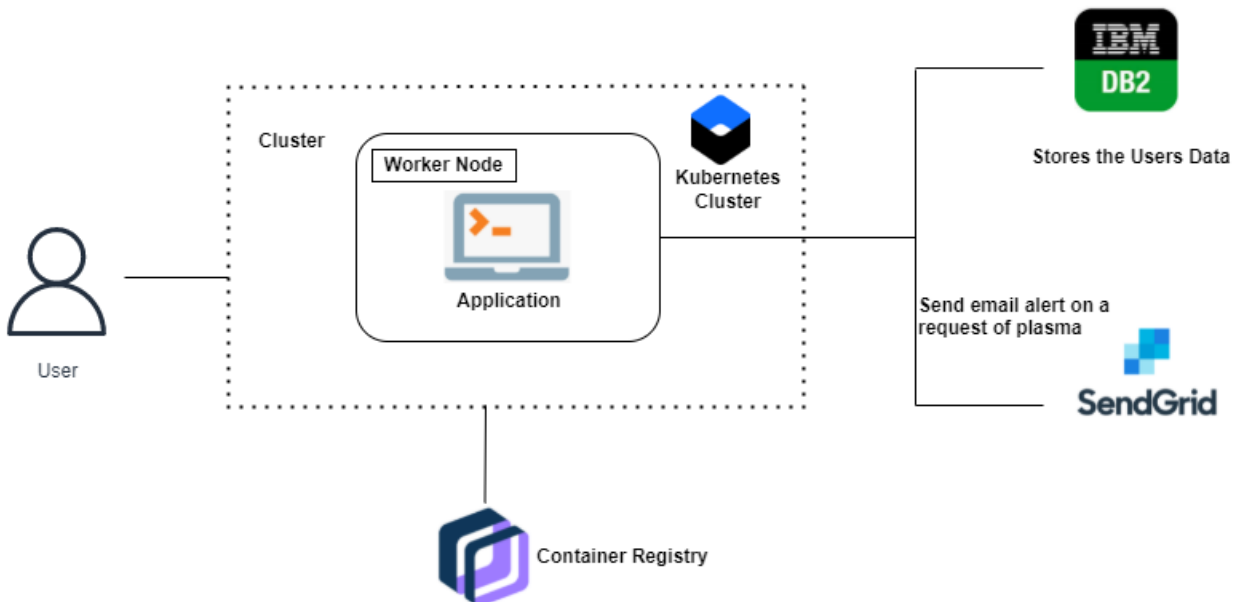 IBM
DB2
Stores the Users Data
Cluster
Worker Node
Kubernetes
Cluster
Application
User
Send email alert on a
request of plasma
SendGrid
Container Registry